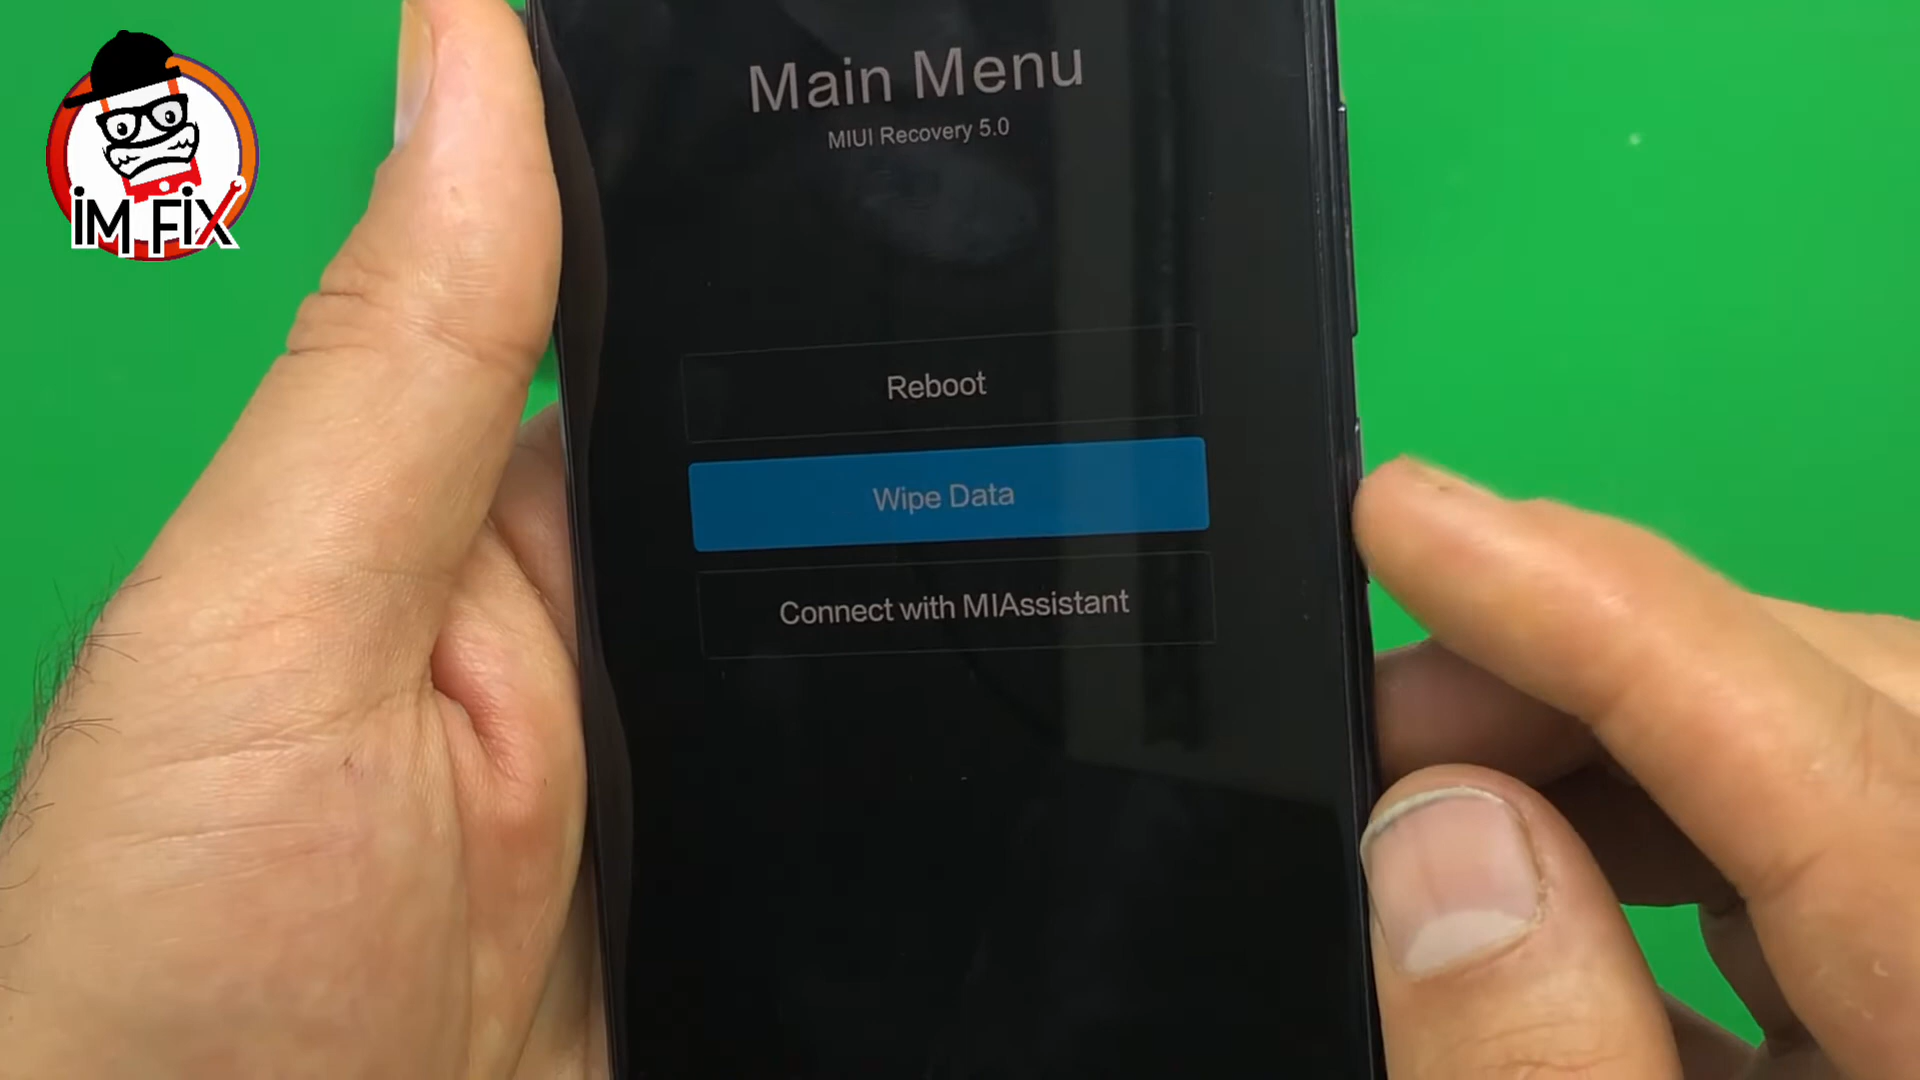 Main Menu
MIUI Recovery 5.0
Reboot
Wipe Data
Connect with MIAssistant
iM FiX